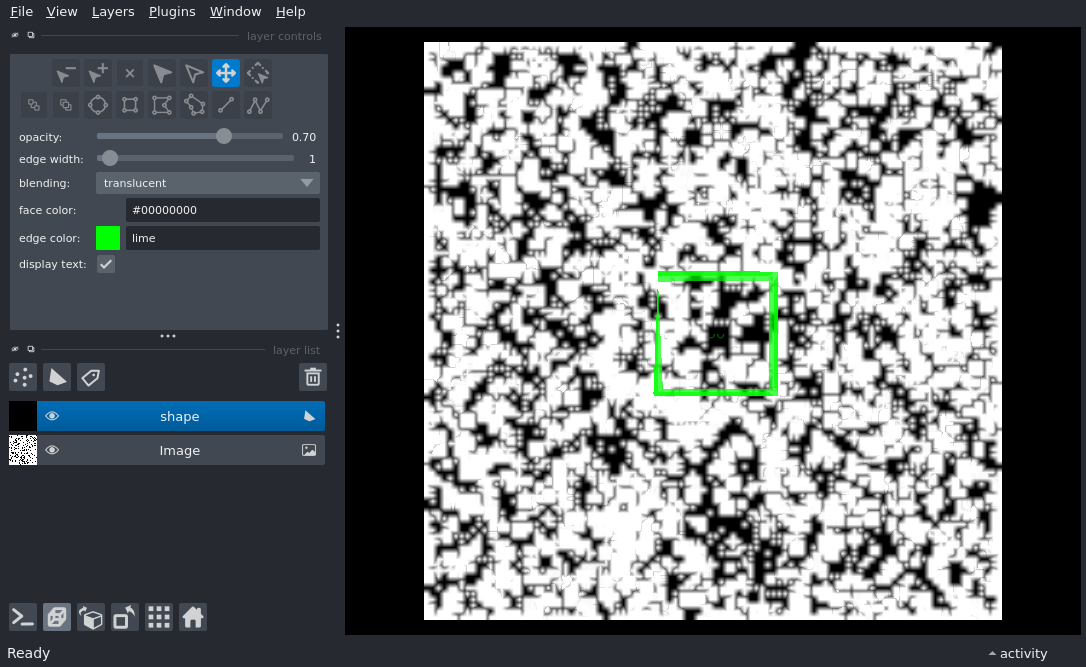 File View Layers Plugins Window Help
layer controls
opacity: 0.70
edge width: 1
blending: translucent
face color: #00000000
edge color: lime
display text:
layer list
shape
Image
Ready
activity